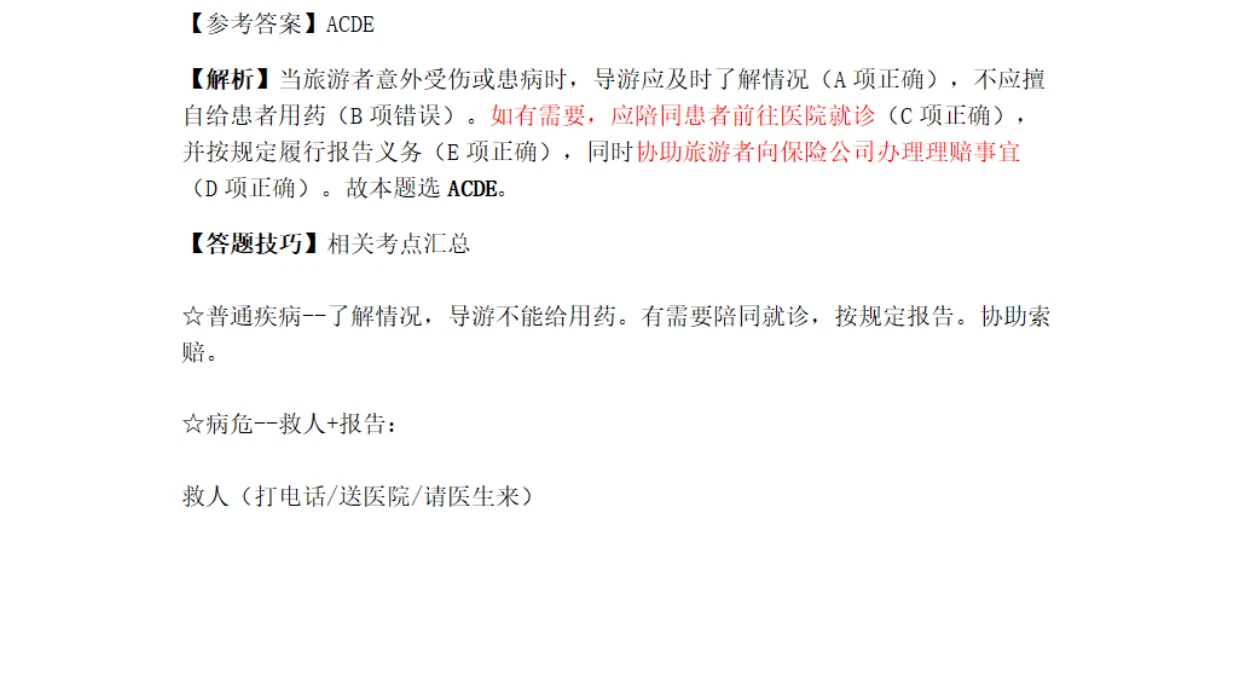 【参考答案】ACDE
【解析】当旅游者意外受伤或患病时，导游应及时了解情况（A 项正确），不应擅
自给患者用药（B 项错误）。如有需要，应陪同患者前往医院就诊（C 项正确），
并按规定履行报告义务（E 项正确），同时协助旅游者向保险公司办理理赔事宜
（D 项正确）。故本题选 ACDE。
【答题技巧】相关考点汇总
☆普通疾病--了解情况，导游不能给用药。有需要陪同就诊，按规定报告。协助索
赔。
☆病危--救人+报告：
救人（打电话/送医院/请医生来）